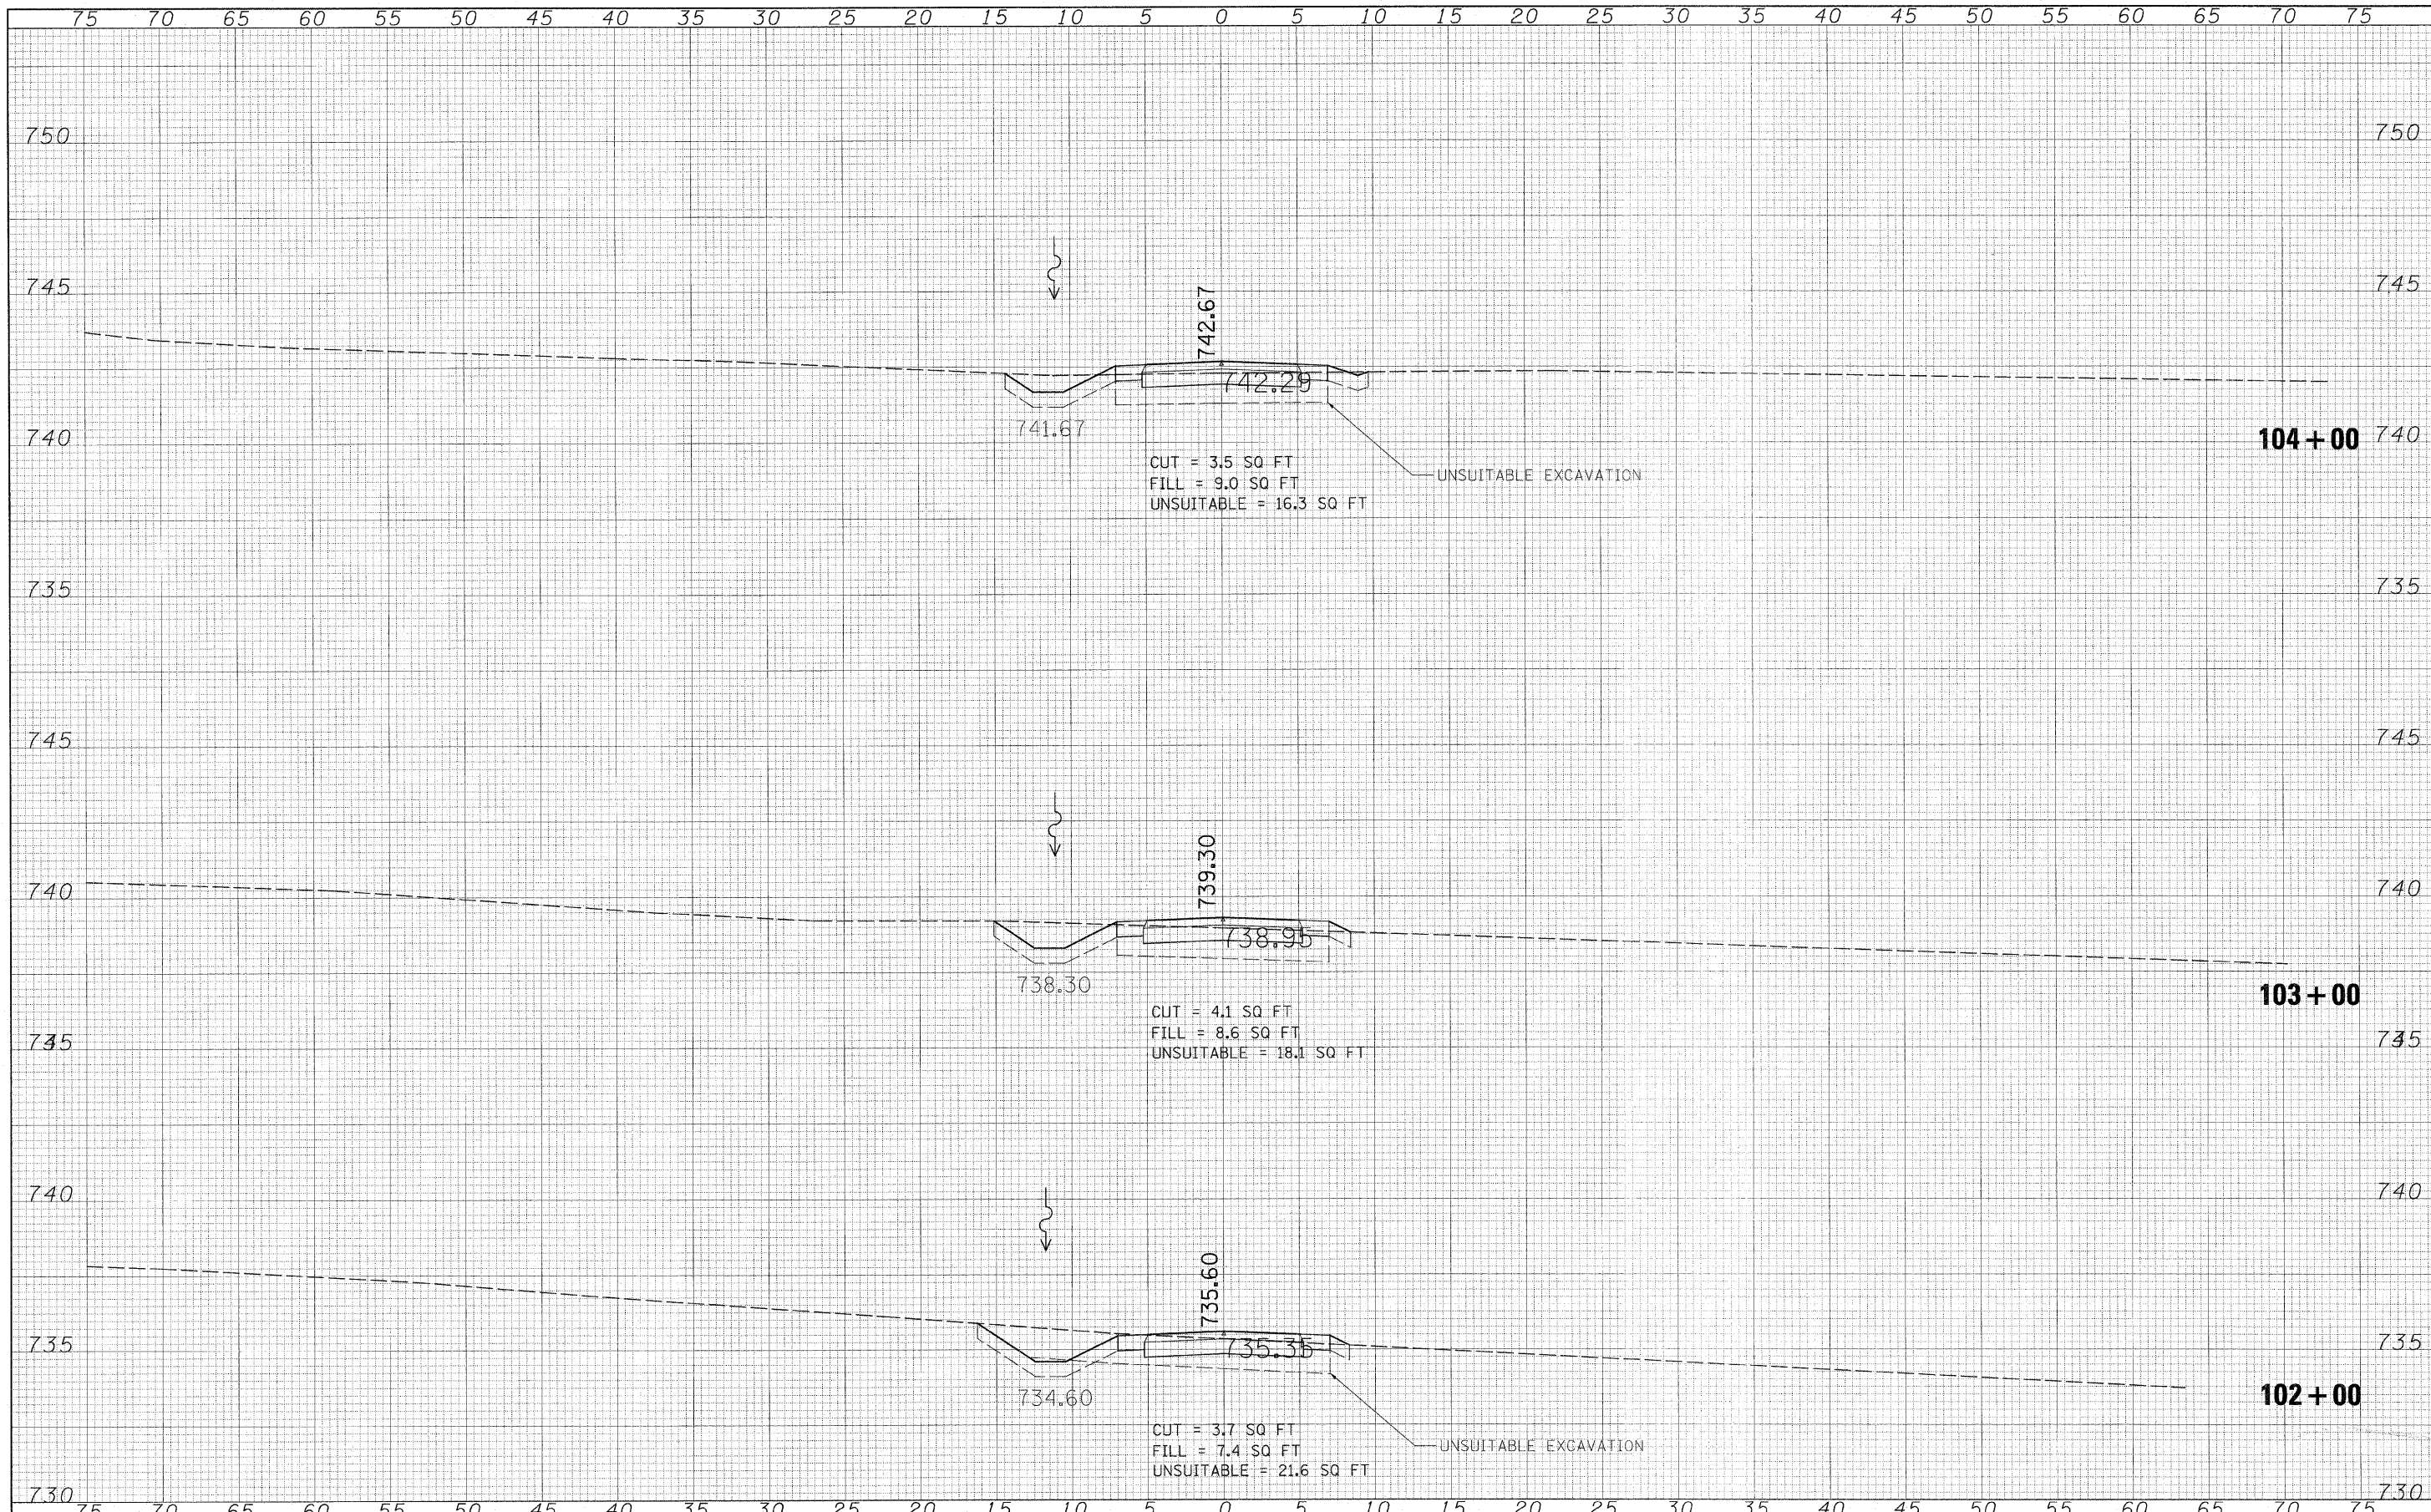 75 70 65 60 55 50 45 40 35 30 25 20 15 10 5 0 5 10 15 20 25 30 35 40 45 50 55 60 65 70 75
750 750
745 745
742.67
742.29
741.67
740 104+00 740
CUT = 3.5 SQ FT
FILL = 9.0 SQ FT
UNSUITABLE = 16.3 SQ FT
UNSUITABLE EXCAVATION
735 735
745 745
739.30
740 740
738.95
738.30
103+00
CUT = 4.1 SQ FT
FILL = 8.6 SQ FT
UNSUITABLE = 18.1 SQ FT
735 735
740 740
735.60
735 735
735.35
734.60
102+00
CUT = 3.7 SQ FT
FILL = 7.4 SQ FT
UNSUITABLE = 21.6 SQ FT
UNSUITABLE EXCAVATION
730 730
75 70 65 60 55 50 45 40 35 30 25 20 15 10 5 0 5 10 15 20 25 30 35 40 45 50 55 60 65 70 75